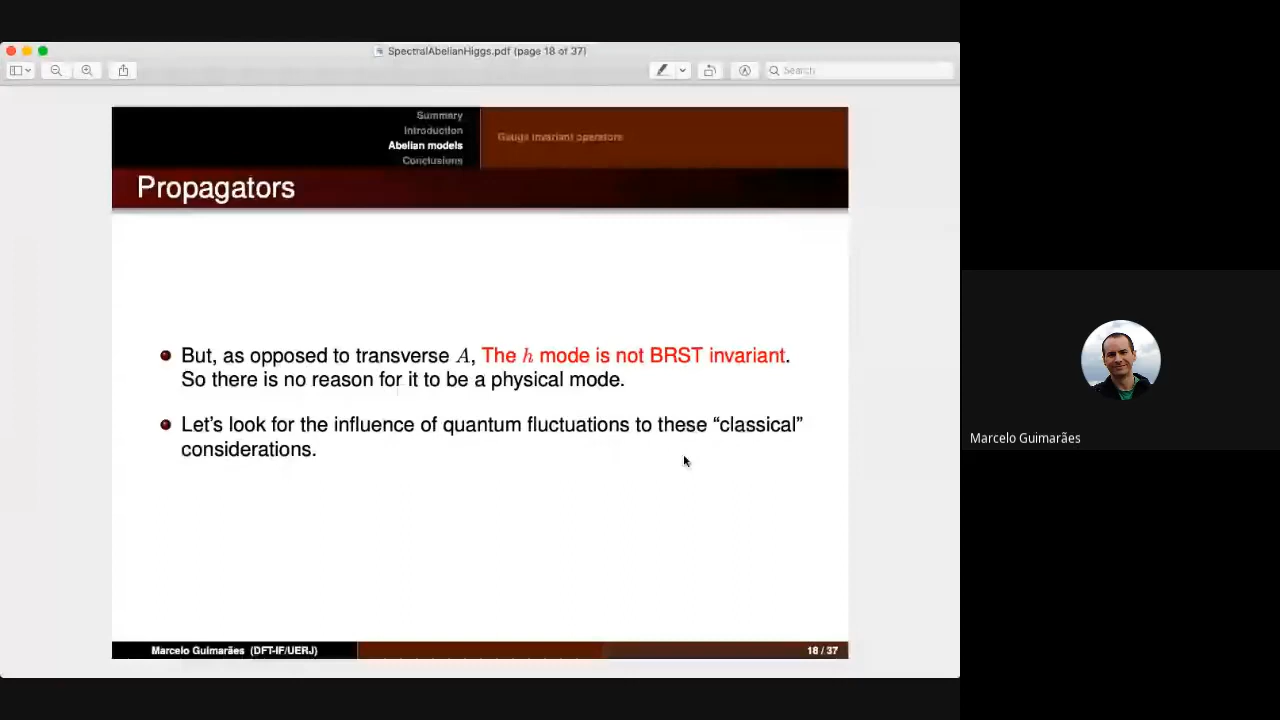 SpectralAbelianHiggs.pdf (page 18 of 37)
Search
Summary
Introduction
Abelian models
Conclusions
Gauge invariant operators
Propagators
But, as opposed to transverse A, The h mode is not BRST invariant.
So there is no reason for it to be a physical mode.
Let's look for the influence of quantum fluctuations to these “classical”
considerations.
Marcelo Guimarães (DFT-IF/UERJ)
18 / 37
Marcelo Guimarães